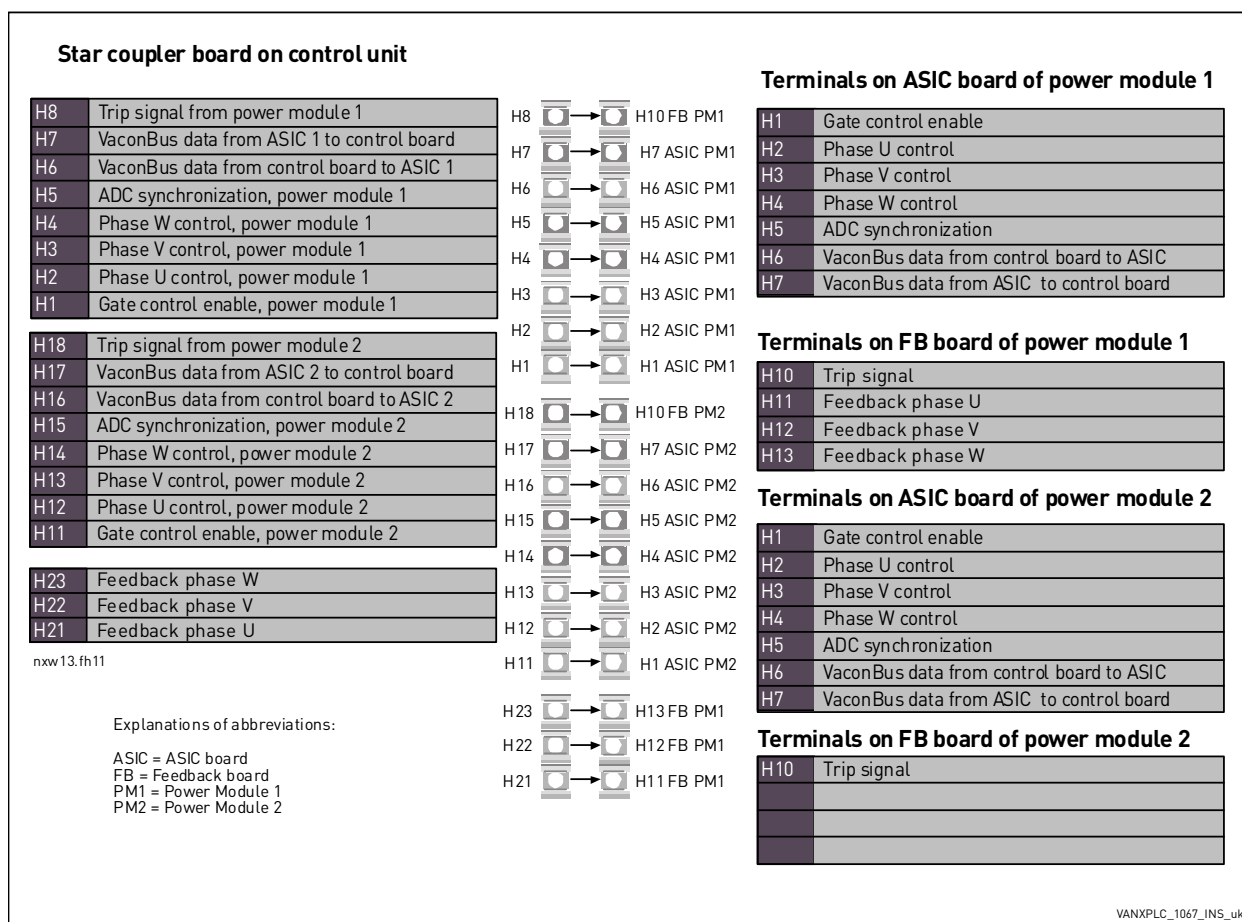 Star coupler board on control unit
H8 Trip signal from power module 1
H7 VaconBus data from ASIC 1 to control board
H6 VaconBus data from control board to ASIC 1
H5 ADC synchronization, power module 1
H4 Phase W control, power module 1
H3 Phase V control, power module 1
H2 Phase U control, power module 1
H1 Gate control enable, power module 1
H18 Trip signal from power module 2
H17 VaconBus data from ASIC 2 to control board
H16 VaconBus data from control board to ASIC 2
H15 ADC synchronization, power module 2
H14 Phase W control, power module 2
H13 Phase V control, power module 2
H12 Phase U control, power module 2
H11 Gate control enable, power module 2
H23 Feedback phase W
H22 Feedback phase V
H21 Feedback phase U
nxw13.fh11
Explanations of abbreviations:
ASIC = ASIC board
FB = Feedback board
PM1 = Power Module 1
PM2 = Power Module 2
H8 H10 FB PM1
H7 H7 ASIC PM1
H6 H6 ASIC PM1
H5 H5 ASIC PM1
H4 H4 ASIC PM1
H3 H3 ASIC PM1
H2 H2 ASIC PM1
H1 H1 ASIC PM1
H18 H10 FB PM2
H17 H7 ASIC PM2
H16 H6 ASIC PM2
H15 H5 ASIC PM2
H14 H4 ASIC PM2
H13 H3 ASIC PM2
H12 H2 ASIC PM2
H11 H1 ASIC PM2
H23 H13 FB PM1
H22 H12 FB PM1
H21 H11 FB PM1
Terminals on ASIC board of power module 1
H1 Gate control enable
H2 Phase U control
H3 Phase V control
H4 Phase W control
H5 ADC synchronization
H6 VaconBus data from control board to ASIC
H7 VaconBus data from ASIC to control board
Terminals on FB board of power module 1
H10 Trip signal
H11 Feedback phase U
H12 Feedback phase V
H13 Feedback phase W
Terminals on ASIC board of power module 2
H1 Gate control enable
H2 Phase U control
H3 Phase V control
H4 Phase W control
H5 ADC synchronization
H6 VaconBus data from control board to ASIC
H7 VaconBus data from ASIC to control board
Terminals on FB board of power module 2
H10 Trip signal
VANXPLC_1067_INS_uk